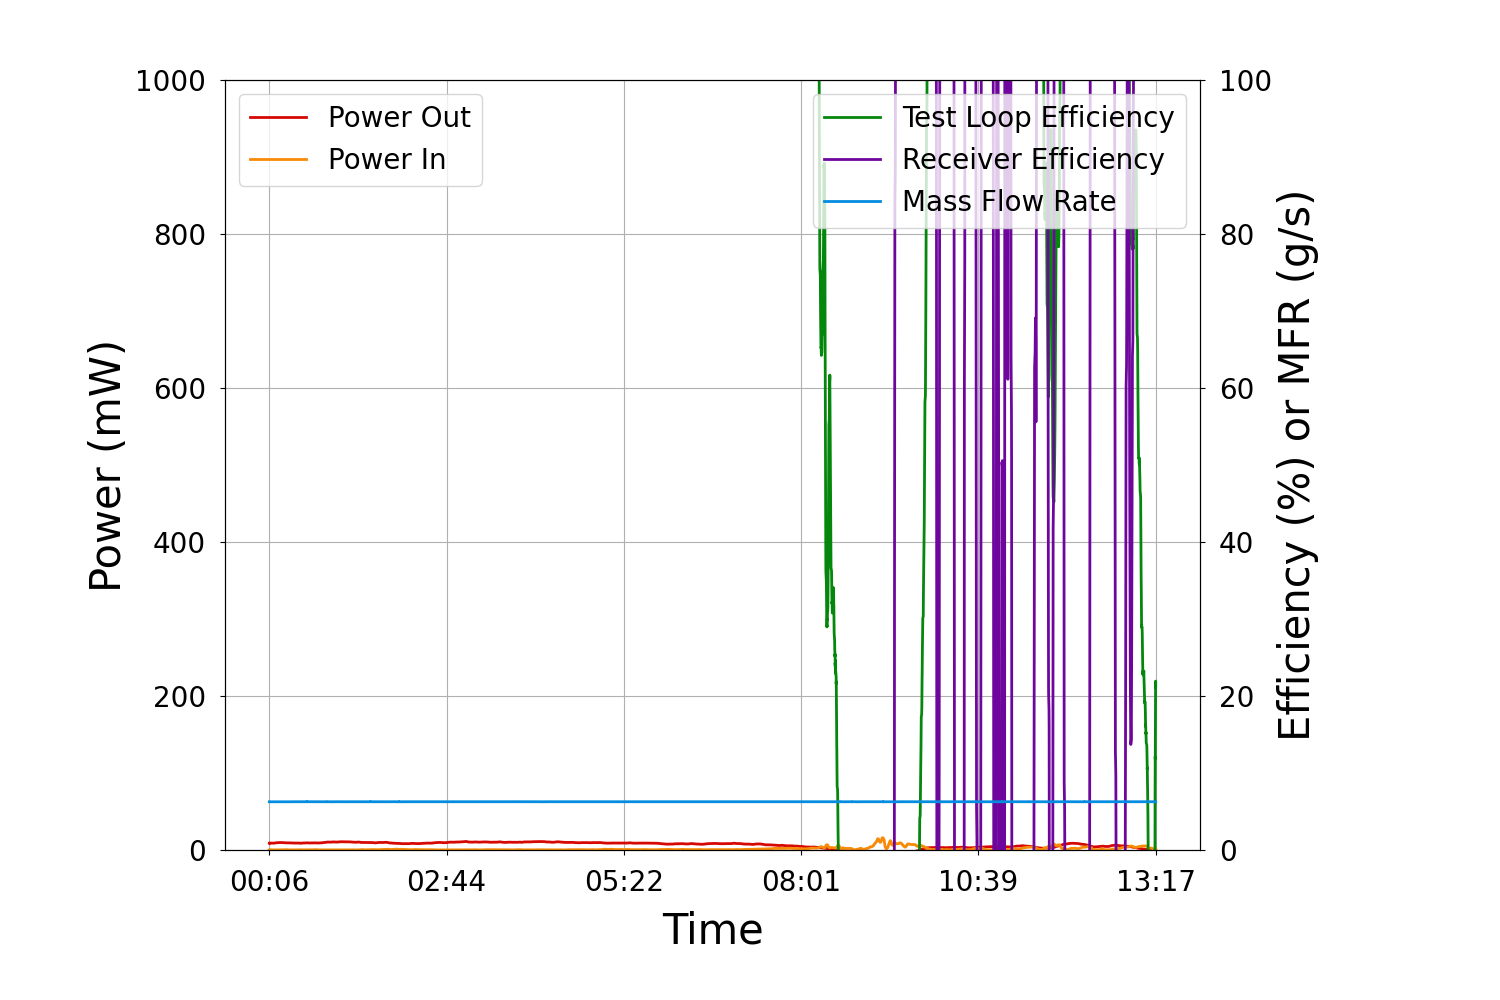 1000
800
600
400
200
0
Power (mW)
Power Out
Power In
Test Loop Efficiency
Receiver Efficiency
Mass Flow Rate
100
80
60
40
20
0
Efficiency (%) or MFR (g/s)
00:06 02:44 05:22 08:01 10:39 13:17
Time